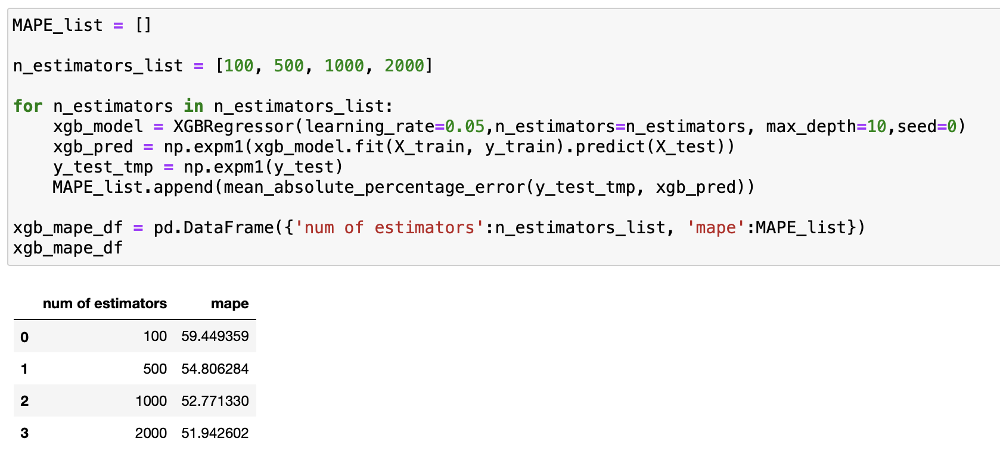 MAPE_list = []
n_estimators_list = [100, 500, 1000, 2000]
for n_estimators in n_estimators_list:
    xgb_model = XGBRegressor(learning_rate=0.05,n_estimators=n_estimators, max_depth=10,seed=0)
    xgb_pred = np.expm1(xgb_model.fit(X_train, y_train).predict(X_test))
    y_test_tmp = np.expm1(y_test)
    MAPE_list.append(mean_absolute_percentage_error(y_test_tmp, xgb_pred))
xgb_mape_df = pd.DataFrame({'num of estimators':n_estimators_list, 'mape':MAPE_list})
xgb_mape_df
num of estimators mape
0 100 59.449359
1 500 54.806284
2 1000 52.771330
3 2000 51.942602